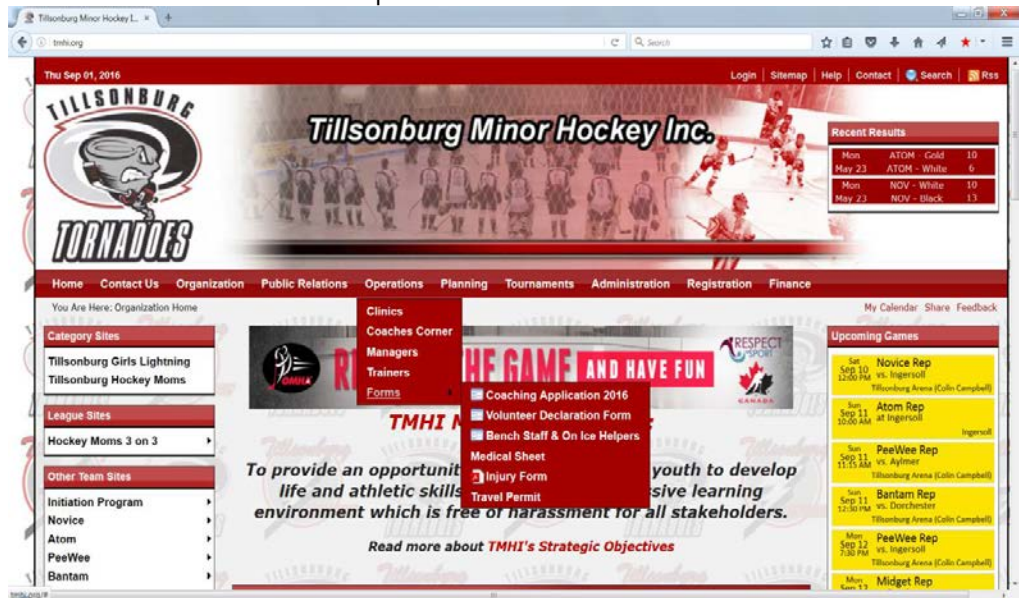 Tillsonburg Minor Hockey I...
tmhi.org
Search
Thu Sep 01, 2016
Login | Sitemap | Help | Contact | Search | Rss
TILLSONBURG
TORNADOES
Tillsonburg Minor Hockey Inc.
Recent Results
Mon ATOM - Gold 10
May 23 ATOM - White 6
Mon NOV - White 10
May 23 NOV - Black 13
Home Contact Us Organization Public Relations Operations Planning Tournaments Administration Registration Finance
You Are Here: Organization Home
My Calendar Share Feedback
Clinics
Coaches Corner
Managers
Trainers
Forms
Coaching Application 2016
Volunteer Declaration Form
Bench Staff & On Ice Helpers
Medical Sheet
Injury Form
Travel Permit
Category Sites
Tillsonburg Girls Lightning
Tillsonburg Hockey Moms
League Sites
Hockey Moms 3 on 3
Other Team Sites
Initiation Program
Novice
Atom
PeeWee
Bantam
OMHA
THE GAME AND HAVE FUN
RESPECT
SPORT
CANADA
TMHI
To provide an opportunit youth to develop
life and athletic skills sive learning
environment which is free of harassment for all stakeholders.
Read more about TMHI's Strategic Objectives
Upcoming Games
Sat
Sep 10
12:00 PM
Novice Rep
vs. Ingersoll
Tillsonburg Arena (Colin Campbell)
Sun
Sep 11
10:00 AM
Atom Rep
at Ingersoll
Ingersoll
Sun
Sep 11
11:15 AM
PeeWee Rep
vs. Aylmer
Tillsonburg Arena (Colin Campbell)
Sun
Sep 11
12:30 PM
Bantam Rep
vs. Dorchester
Tillsonburg Arena (Colin Campbell)
Mon
Sep 12
7:30 PM
PeeWee Rep
vs. Ingersoll
Tillsonburg Arena (Colin Campbell)
Mon
Sep 12
Midget Rep
tmhi.org/#